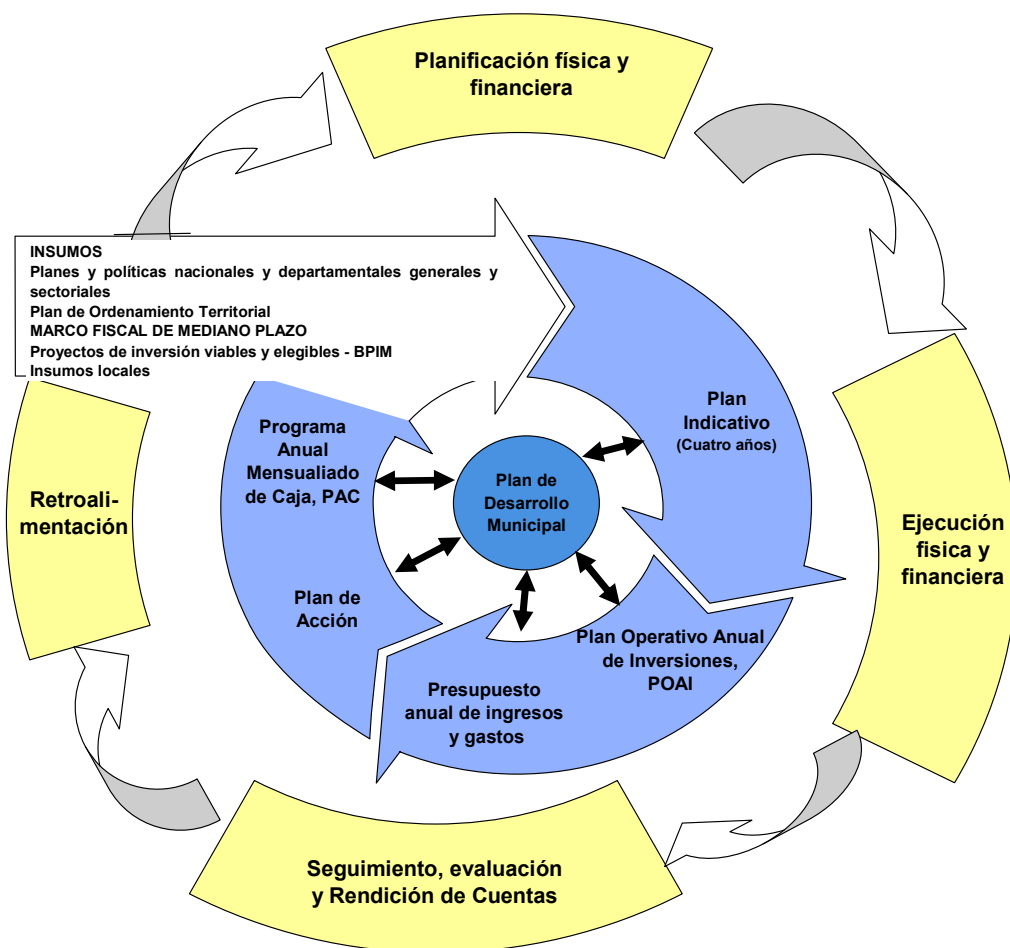 Planificación física y
financiera
INSUMOS
Planes y políticas nacionales y departamentales generales y
sectoriales
Plan de Ordenamiento Territorial
MARCO FISCAL DE MEDIANO PLAZO
Proyectos de inversión viables y elegibles - BPIM
Insumos locales
Plan
Indicativo
(Cuatro años)
Programa
Anual
Mensualiado
de Caja, PAC
Plan de
Desarrollo
Municipal
Retroali-
mentación
Ejecución
fisica y
financiera
Plan de
Acción
Plan Operativo Anual
de Inversiones,
POAI
Presupuesto
anual de ingresos
y gastos
Seguimiento, evaluación
y Rendición de Cuentas